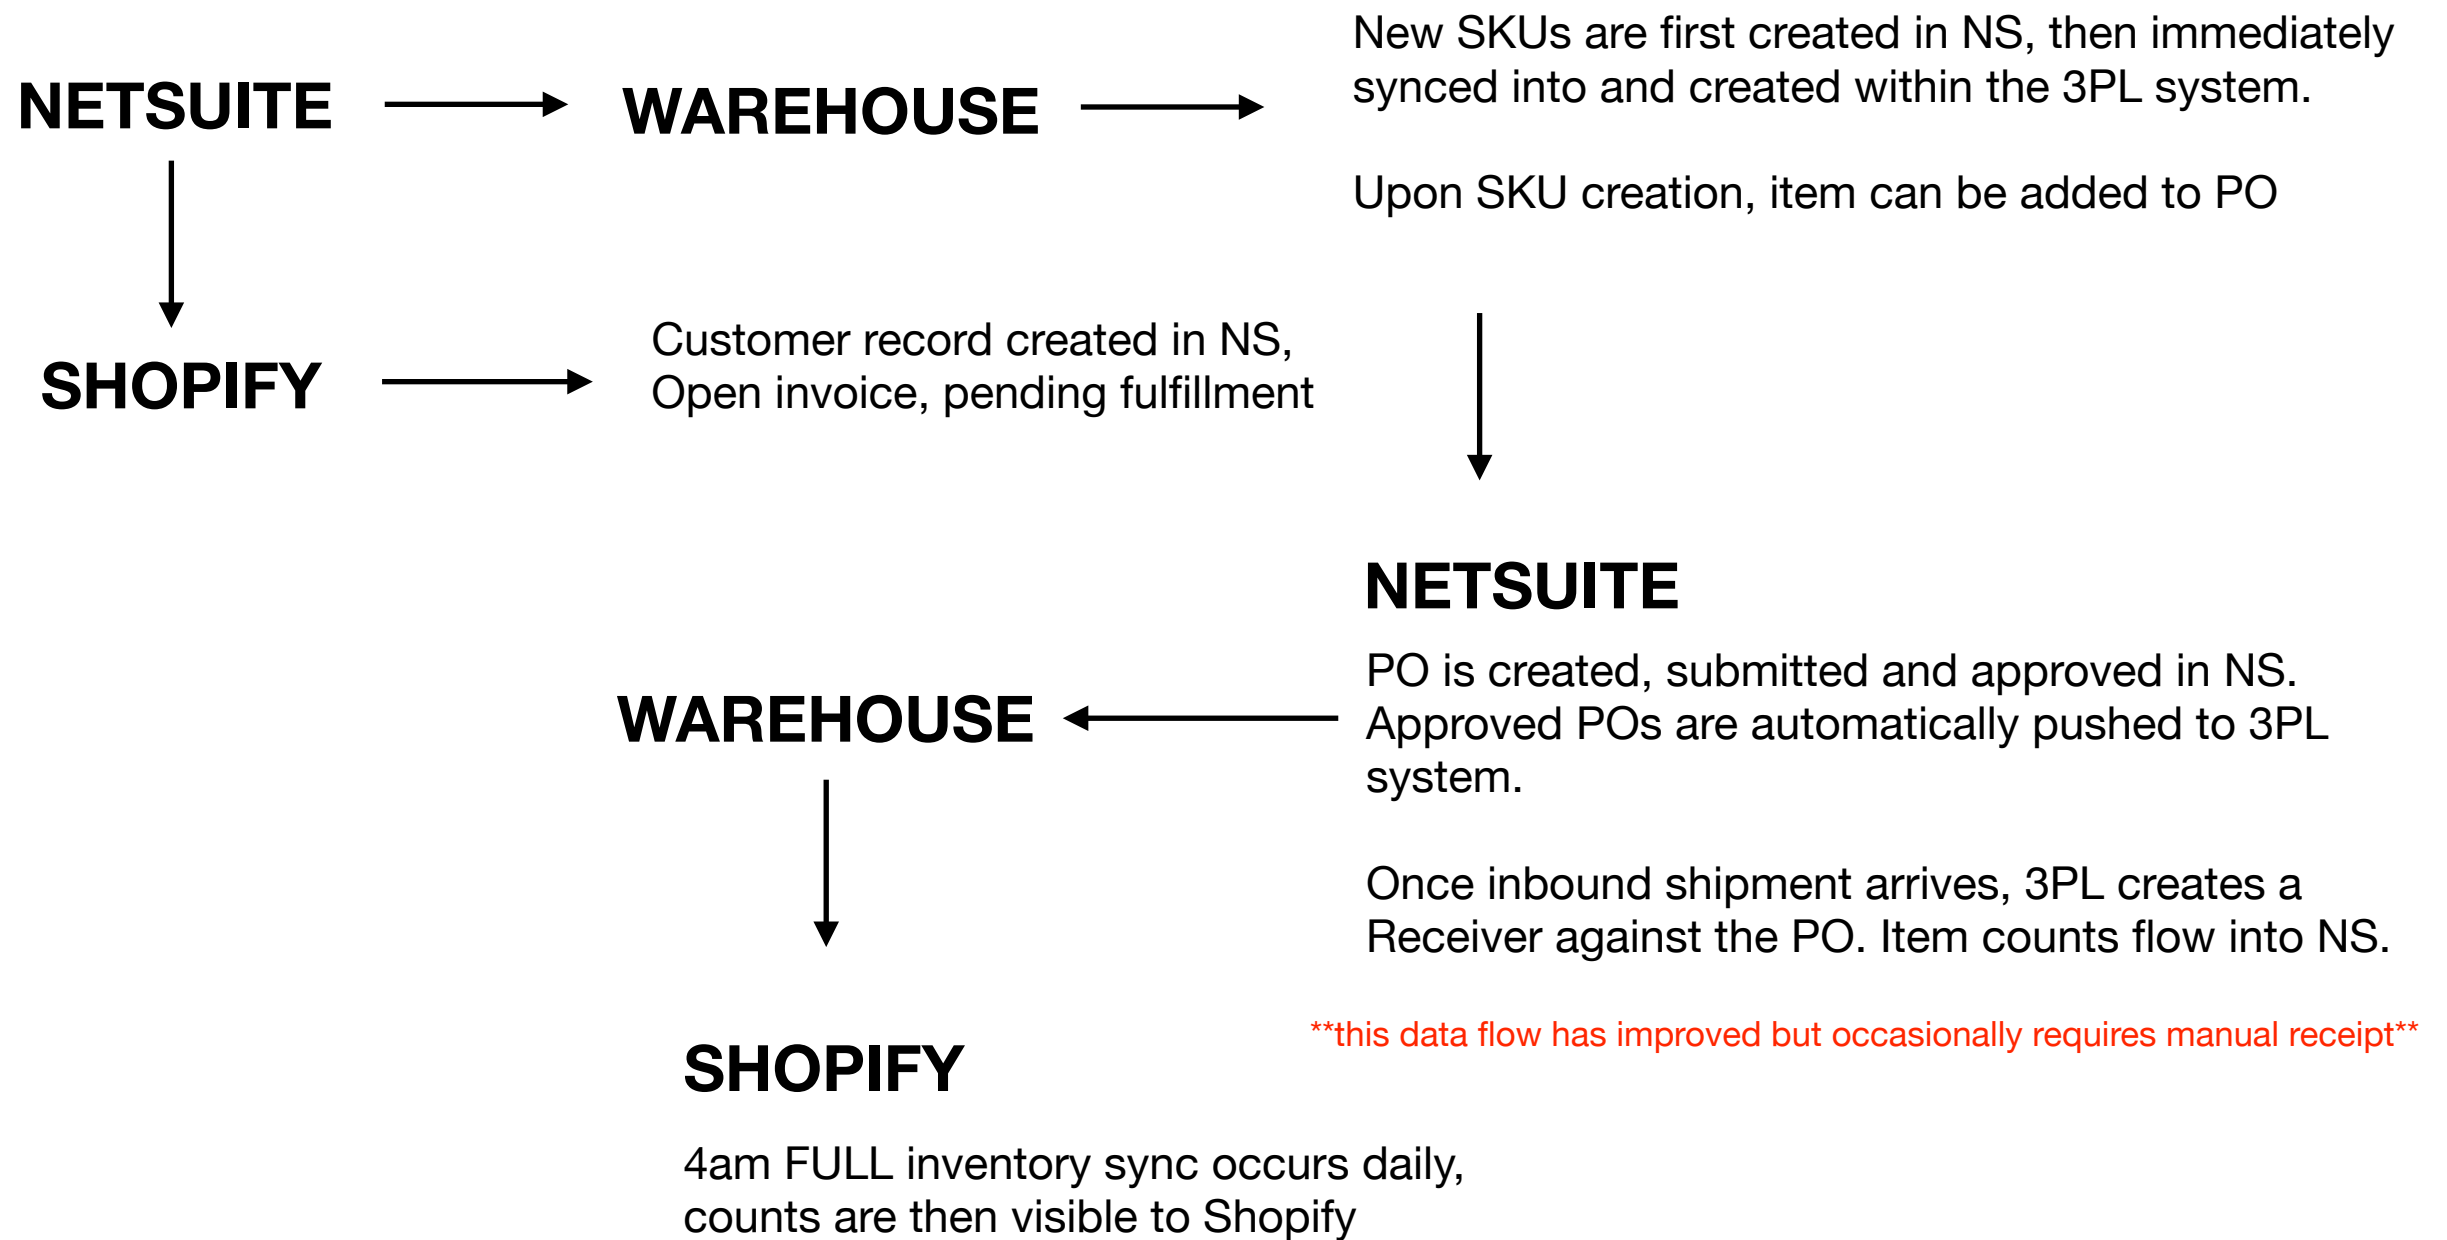 NETSUITE
WAREHOUSE
New SKUs are first created in NS, then immediately
synced into and created within the 3PL system.
Upon SKU creation, item can be added to PO
SHOPIFY
Customer record created in NS,
Open invoice, pending fulfillment
NETSUITE
PO is created, submitted and approved in NS.
Approved POs are automatically pushed to 3PL
system.
Once inbound shipment arrives, 3PL creates a
Receiver against the PO. Item counts flow into NS.
**this data flow has improved but occasionally requires manual receipt**
WAREHOUSE
SHOPIFY
4am FULL inventory sync occurs daily,
counts are then visible to Shopify